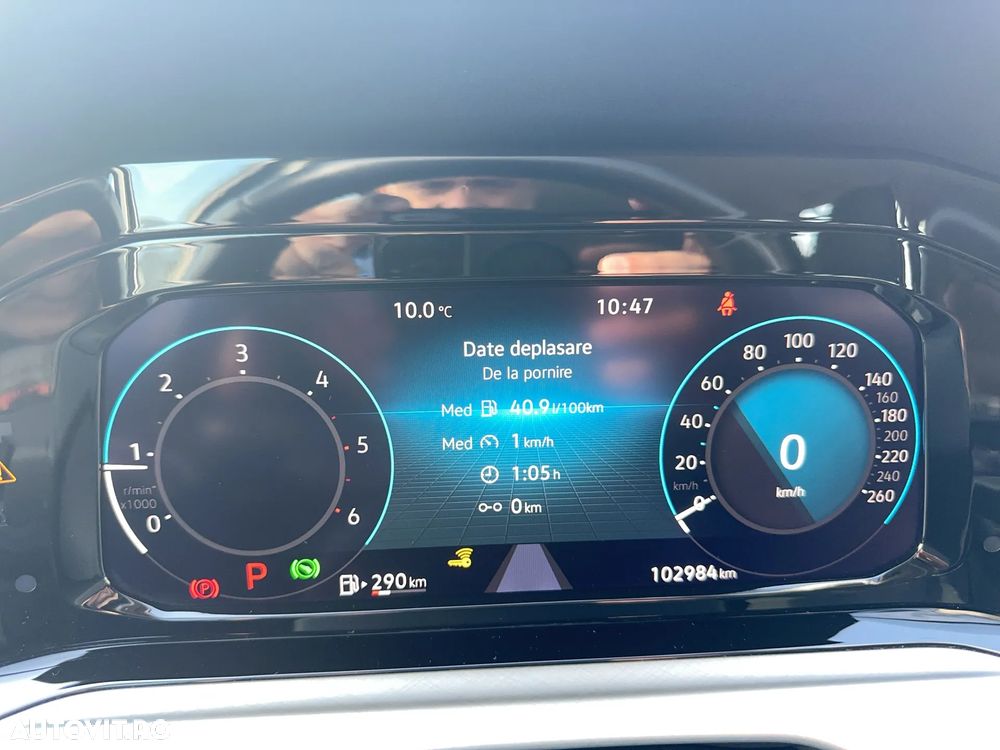 10.0 °C
10:47
Date deplasare
De la pornire
Med 40.9 l/100km
Med 1 km/h
1:05 h
0 km
0 1 2 3 4 5 6
r/min
x1000
0 20 40 60 80 100 120 140 160 180 200 220 240 260
km/h
0
km/h
P
P
290 km
102984 km
AUTOVIT.RO